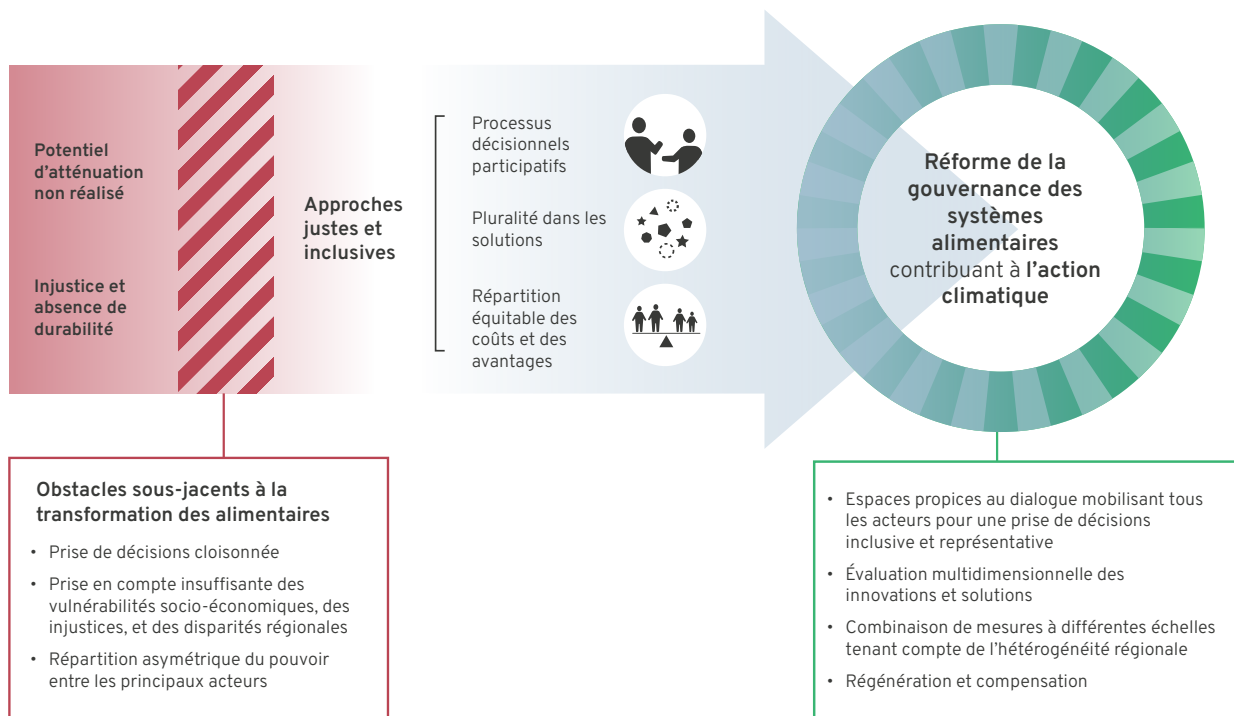 Potentiel
d'atténuation
non réalisé
Injustice et
absence de
durabilité
Approches
justes et
inclusives
Processus
décisionnels
participatifs
Pluralité dans les
solutions
Répartition
équitable des
coûts et des
avantages
Réforme de la
gouvernance des
systèmes
alimentaires
contribuant à l'action
climatique
Obstacles sous-jacents à la
transformation des alimentaires
• Prise de décisions cloisonnée
• Prise en compte insuffisante des
vulnérabilités socio-économiques, des
injustices, et des disparités régionales
• Répartition asymétrique du pouvoir
entre les principaux acteurs
• Espaces propices au dialogue mobilisant tous
les acteurs pour une prise de décisions
inclusive et représentative
• Évaluation multidimensionnelle des
innovations et solutions
• Combinaison de mesures à différentes échelles
tenant compte de l'hétérogénéité régionale
• Régénération et compensation